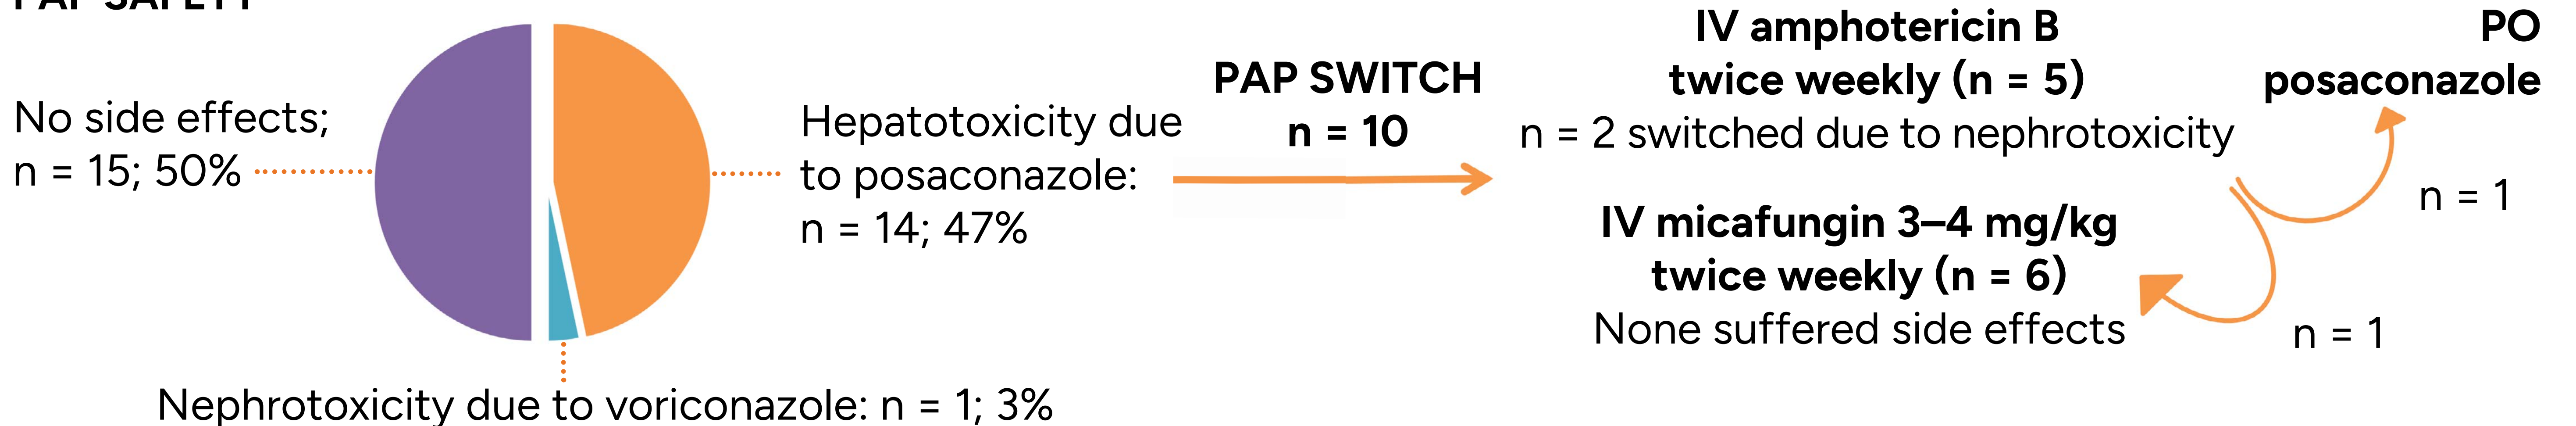 PAP SAFETY
No side effects;
n = 15; 50%
Hepatotoxicity due
to posaconazole:
n = 14; 47%
Nephrotoxicity due to voriconazole: n = 1; 3%
PAP SWITCH
n = 10
IV amphotericin B
twice weekly (n = 5)
n = 2 switched due to nephrotoxicity
IV micafungin 3–4 mg/kg
twice weekly (n = 6)
None suffered side effects
PO
posaconazole
n = 1
n = 1